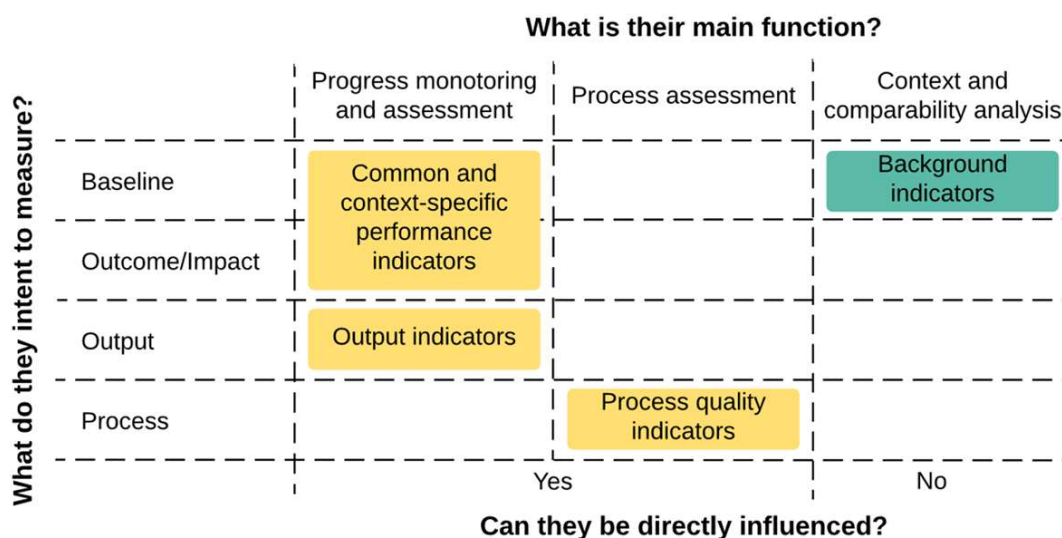 What is their main function?
Progress monotoring
and assessment
Process assessment
Context and
comparability analysis
What do they intent to measure?
Baseline
Common and
context-specific
performance
indicators
Background
indicators
Outcome/Impact
Output
Output indicators
Process
Process quality
indicators
Yes
No
Can they be directly influenced?